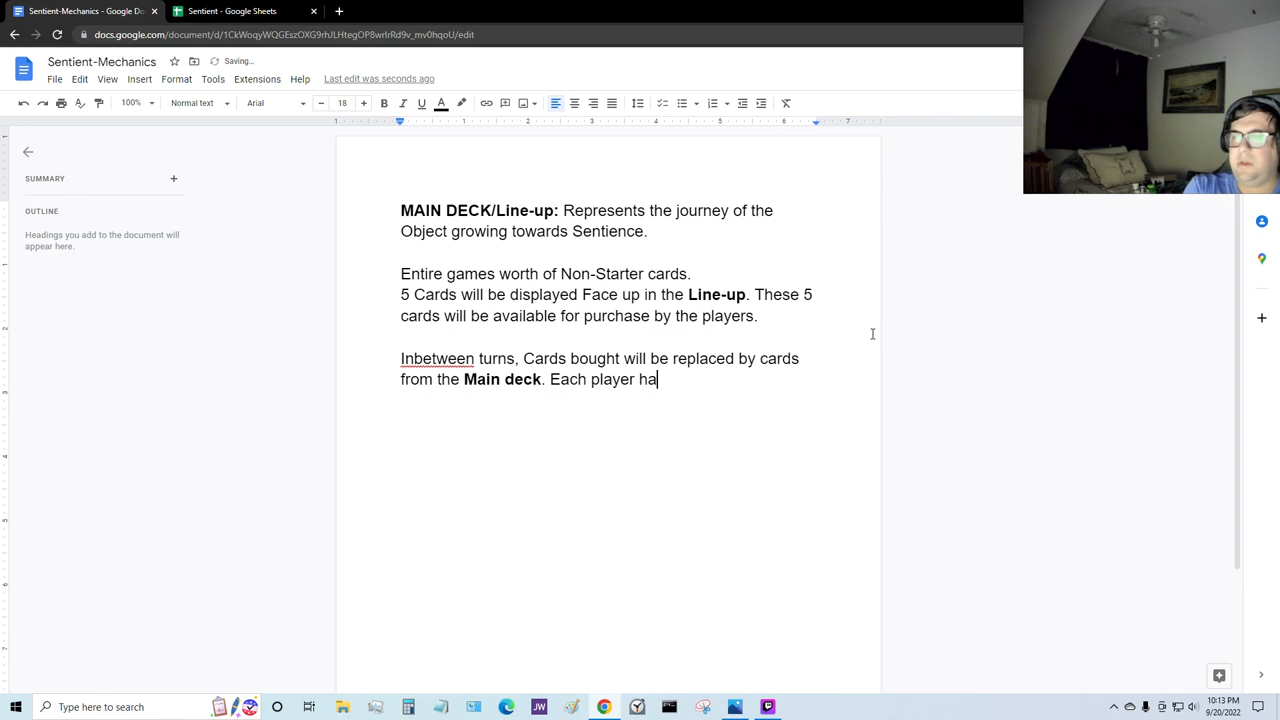 Sentient-Mechanics - Google Do
Google Sheets
docs.google.com/document/d/1CkWoqyWQGEszOXG9rhJLHtegOP8wrIrRd9v_mv0hqoU/edit
Sentient-Mechanics
Saving...
File Edit View Insert Format Tools Extensions Help Last edit was seconds ago
100% Normal text Arial 18
SUMMARY
OUTLINE
Headings you add to the document will
appear here.
MAIN DECK/Line-up: Represents the journey of the
Object growing towards Sentience.
Entire games worth of Non-Starter cards.
5 Cards will be displayed Face up in the Line-up. These 5
cards will be available for purchase by the players.
Inbetween turns, Cards bought will be replaced by cards
from the Main deck. Each player ha
Type here to search
JW
10:13 PM
9/20/2022